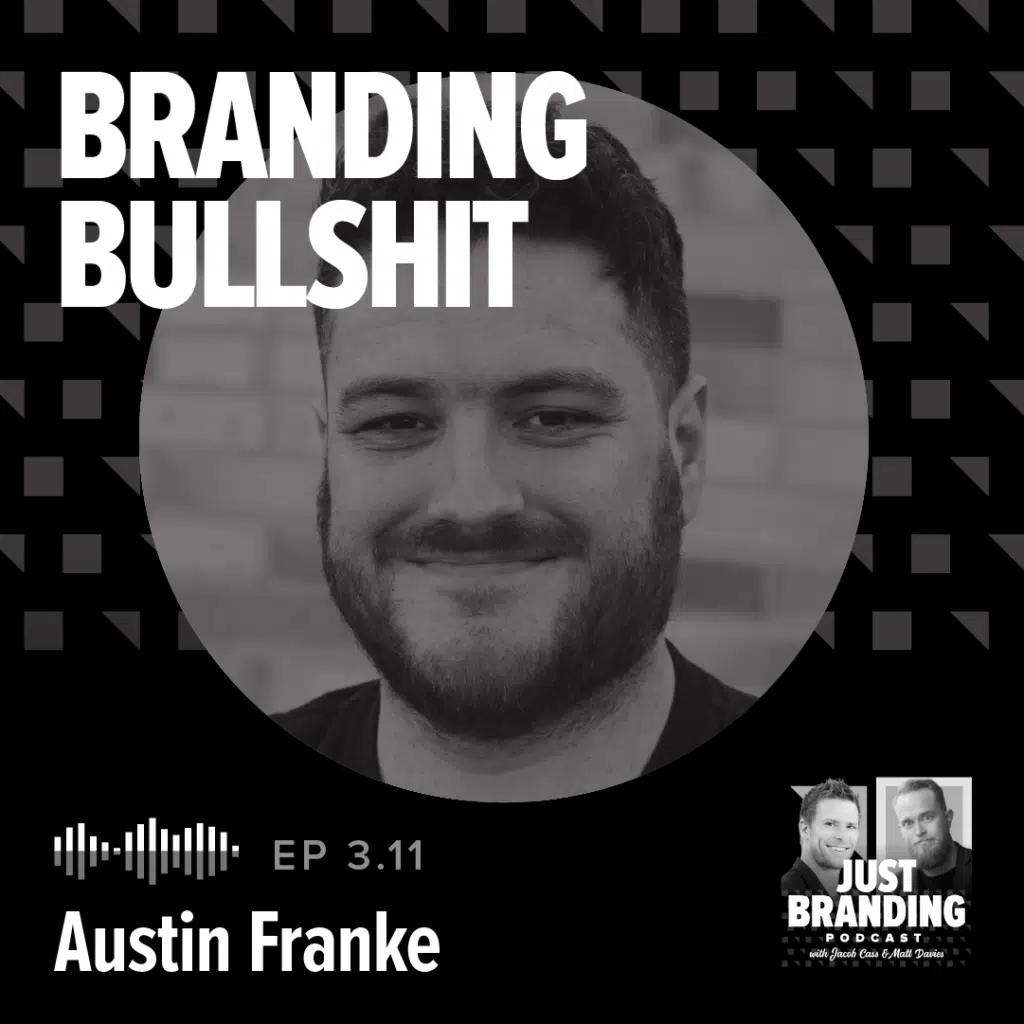 BRANDING
BULLSHIT
EP 3.11
Austin Franke
JUST
BRANDING
PODCAST
with Jacob Cass & Matt Davies